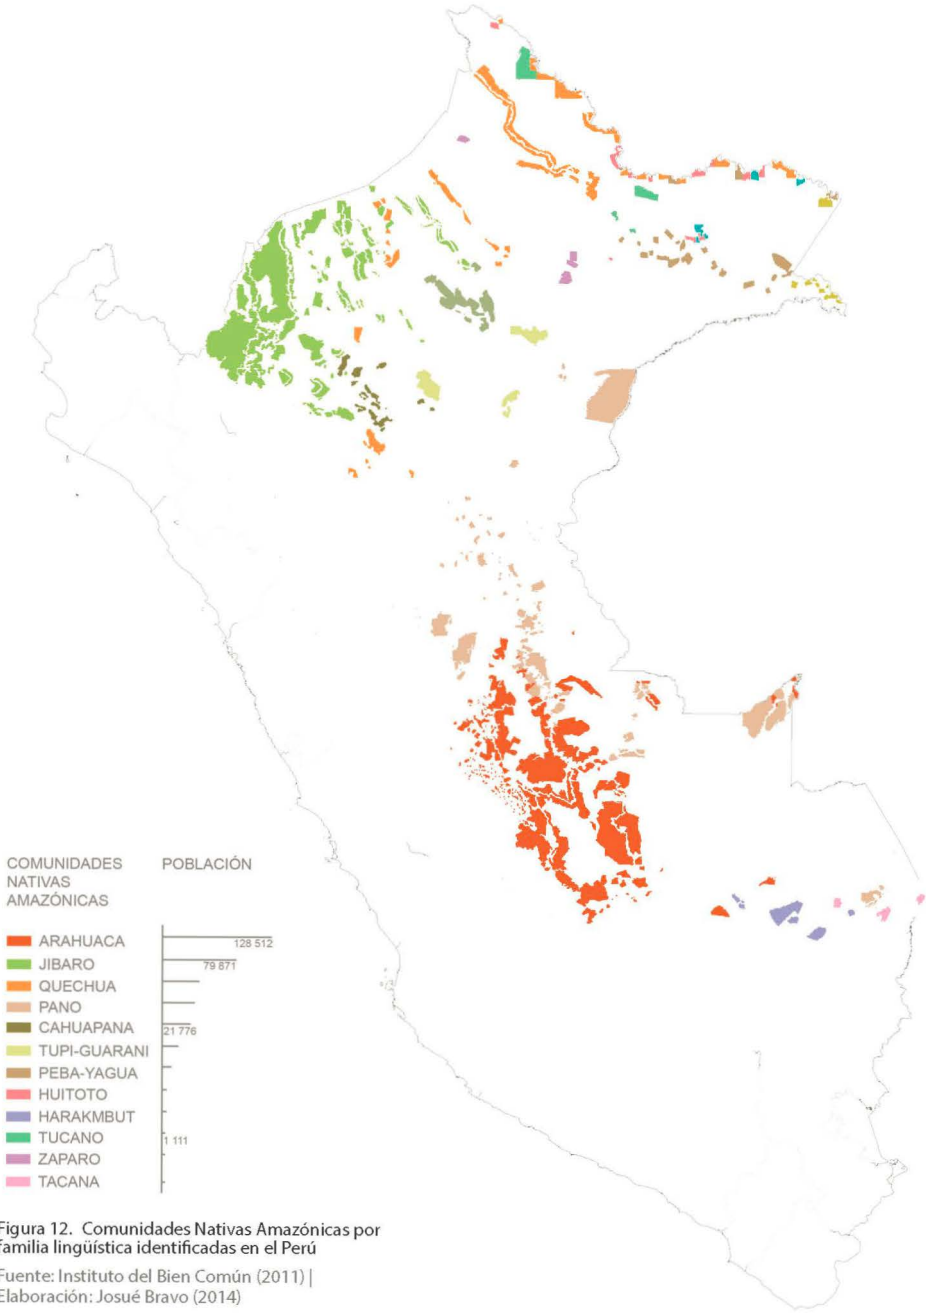 COMUNIDADES
NATIVAS
AMAZÓNICAS
POBLACIÓN
ARAHUACA
128 512
JIBARO
79 871
QUECHUA
PANO
CAHUAPANA
21 776
TUPI-GUARANI
PEBA-YAGUA
HUITOTO
HARAKMBUT
TUCANO
1 111
ZAPARO
TACANA
Figura 12. Comunidades Nativas Amazónicas por
familia lingüística identificadas en el Perú
Fuente: Instituto del Bien Común (2011) |
Elaboración: Josué Bravo (2014)